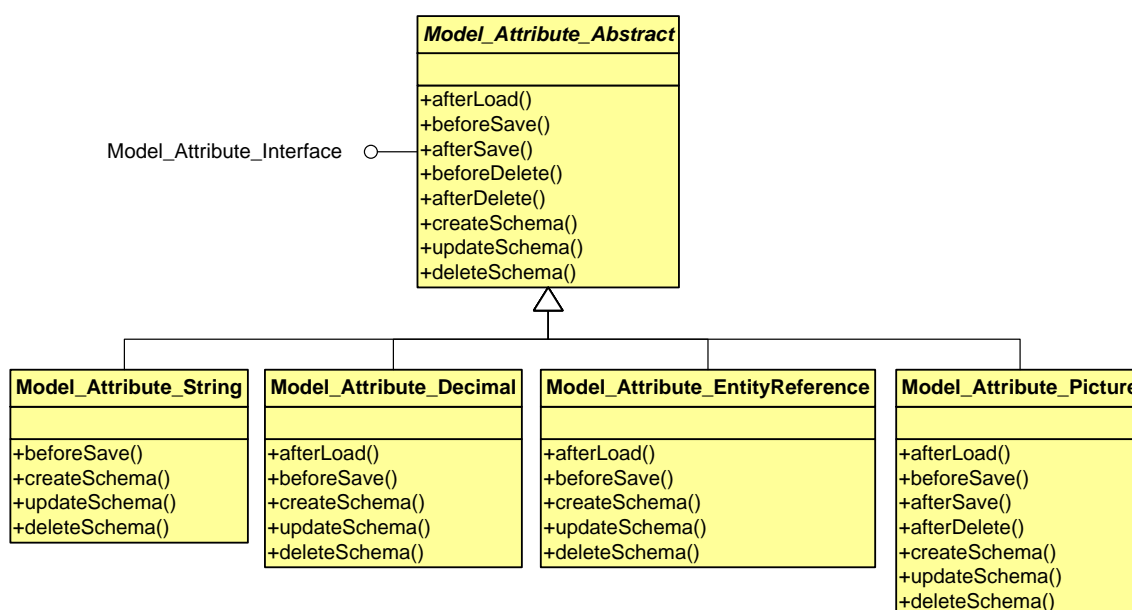 Model_Attribute_Abstract
+afterLoad()
+beforeSave()
+afterSave()
+beforeDelete()
+afterDelete()
+createSchema()
+updateSchema()
+deleteSchema()
Model_Attribute_Interface
Model_Attribute_String
+beforeSave()
+createSchema()
+updateSchema()
+deleteSchema()
Model_Attribute_Decimal
+afterLoad()
+beforeSave()
+createSchema()
+updateSchema()
+deleteSchema()
Model_Attribute_EntityReference
+afterLoad()
+beforeSave()
+createSchema()
+updateSchema()
+deleteSchema()
Model_Attribute_Picture
+afterLoad()
+beforeSave()
+afterSave()
+afterDelete()
+createSchema()
+updateSchema()
+deleteSchema()